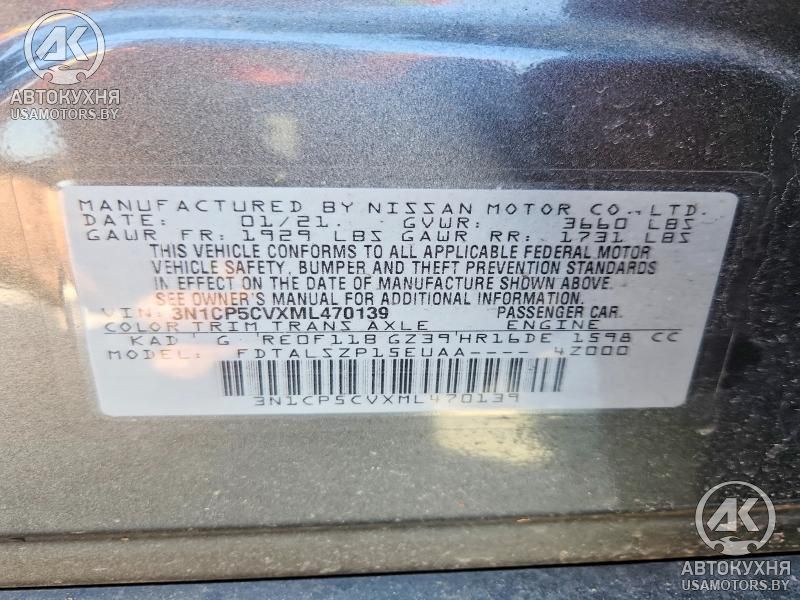 АК
АВТОКУХНЯ
USAMOTORS.BY
MANUFACTURED BY NISSAN MOTOR CO.,LTD.
DATE: 01/21. GVWR: 3660 LBS
GAWR FR: 1929 LBS GAWR RR: 1731 LBS
THIS VEHICLE CONFORMS TO ALL APPLICABLE FEDERAL MOTOR
VEHICLE SAFETY, BUMPER AND THEFT PREVENTION STANDARDS
IN EFFECT ON THE DATE OF MANUFACTURE SHOWN ABOVE.
SEE OWNER'S MANUAL FOR ADDITIONAL INFORMATION.
VIN: 3N1CP5CVXML470139 PASSENGER CAR.
COLOR TRIM TRANS AXLE ENGINE
KAD G RE0F11B GZ39 HR16DE 1598 CC
MODEL: FDTALSZP15EUAA---- 4Z000
3N1CP5CVXML470139
АК
АВТОКУХНЯ
USAMOTORS.BY